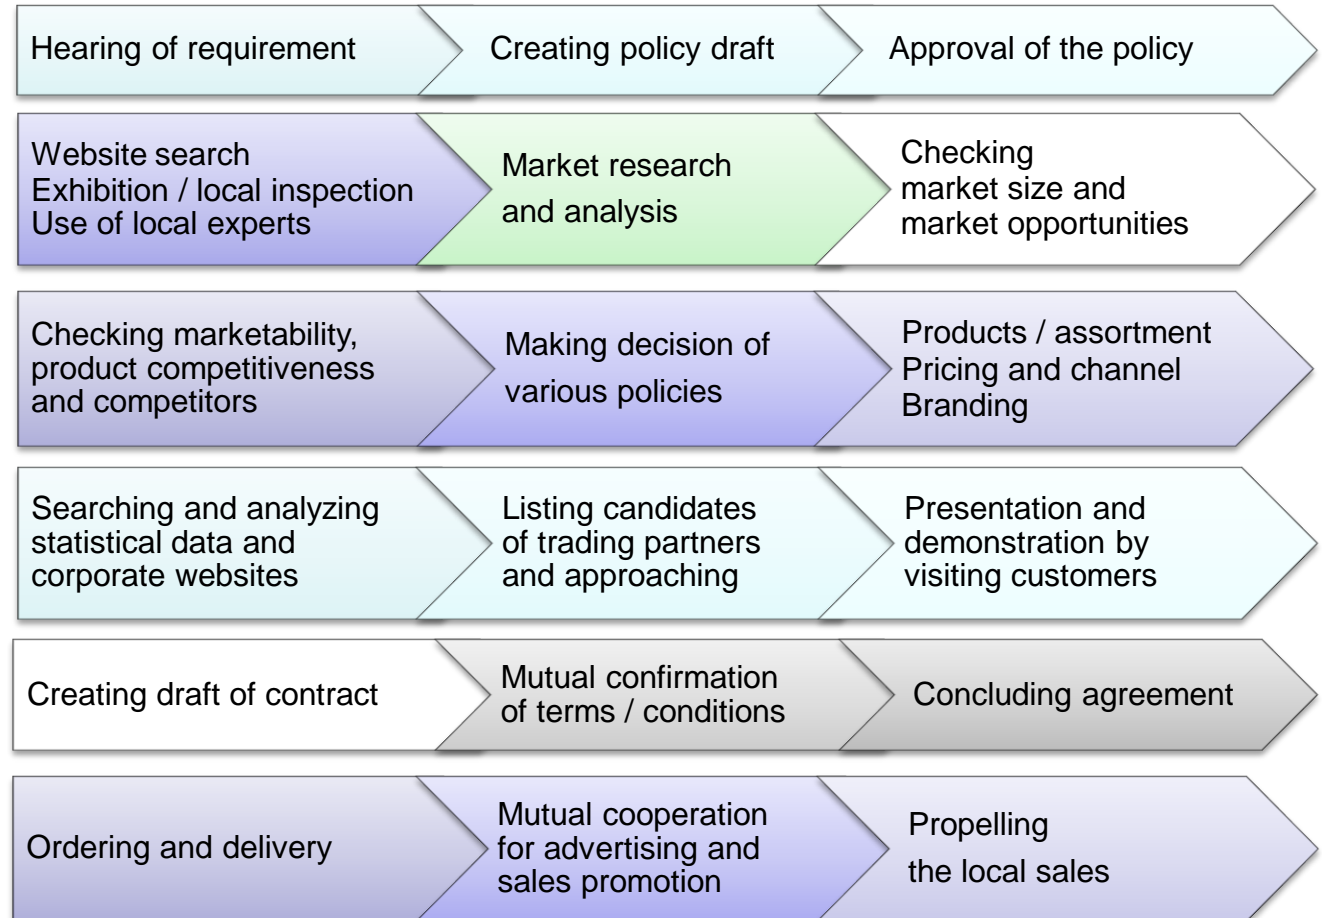 Hearing of requirement
Creating policy draft
Approval of the policy
Website search
Exhibition / local inspection
Use of local experts
Market research
and analysis
Checking
market size and
market opportunities
Checking marketability,
product competitiveness
and competitors
Making decision of
various policies
Products / assortment
Pricing and channel
Branding
Searching and analyzing
statistical data and
corporate websites
Listing candidates
of trading partners
and approaching
Presentation and
demonstration by
visiting customers
Creating draft of contract
Mutual confirmation
of terms / conditions
Concluding agreement
Ordering and delivery
Mutual cooperation
for advertising and
sales promotion
Propelling
the local sales